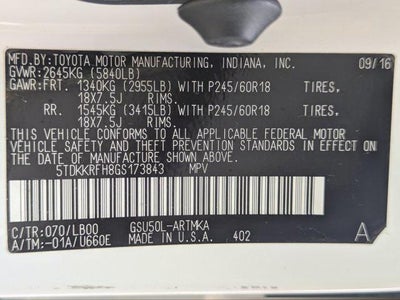 MFD.BY:TOYOTA MOTOR MANUFACTURING, INDIANA, INC. 09/16
GVWR:2645KG (5840LB)
GAWR:FRT. 1340KG (2955LB) WITH P245/60R18 TIRES,
18X7.5J RIMS.
RR. 1545KG (3415LB) WITH P245/60R18 TIRES,
18X7.5J RIMS.
THIS VEHICLE CONFORMS TO ALL APPLICABLE FEDERAL MOTOR
VEHICLE SAFETY AND THEFT PREVENTION STANDARDS IN EFFECT ON
THE DATE OF MANUFACTURE SHOWN ABOVE.
5TDKKRFH8GS173843 MPV
C/TR:070/LB00 GSU50L-ARTMKA
A/TM:-01A/U660E MADE IN U.S.A. 402 A